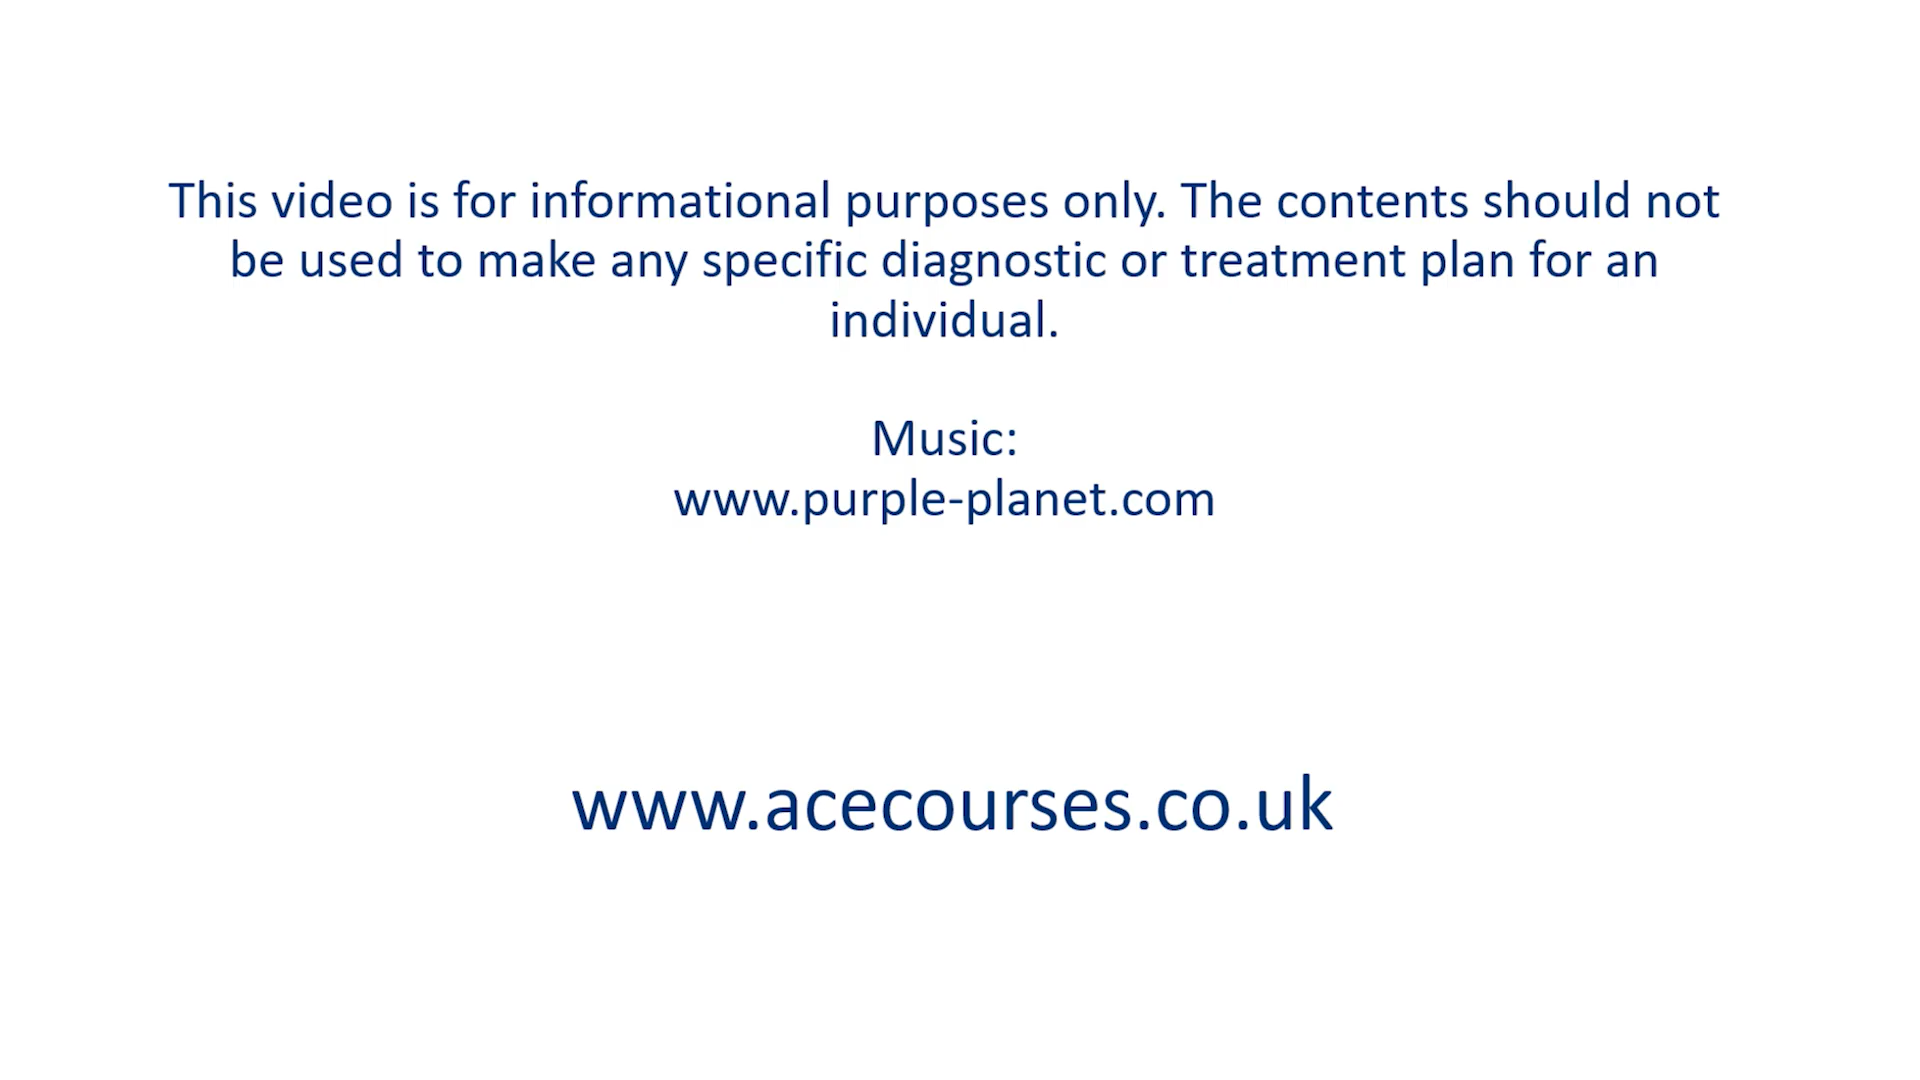 This video is for informational purposes only. The contents should not
be used to make any specific diagnostic or treatment plan for an
individual.
Music:
www.purple-planet.com
www.acecourses.co.uk